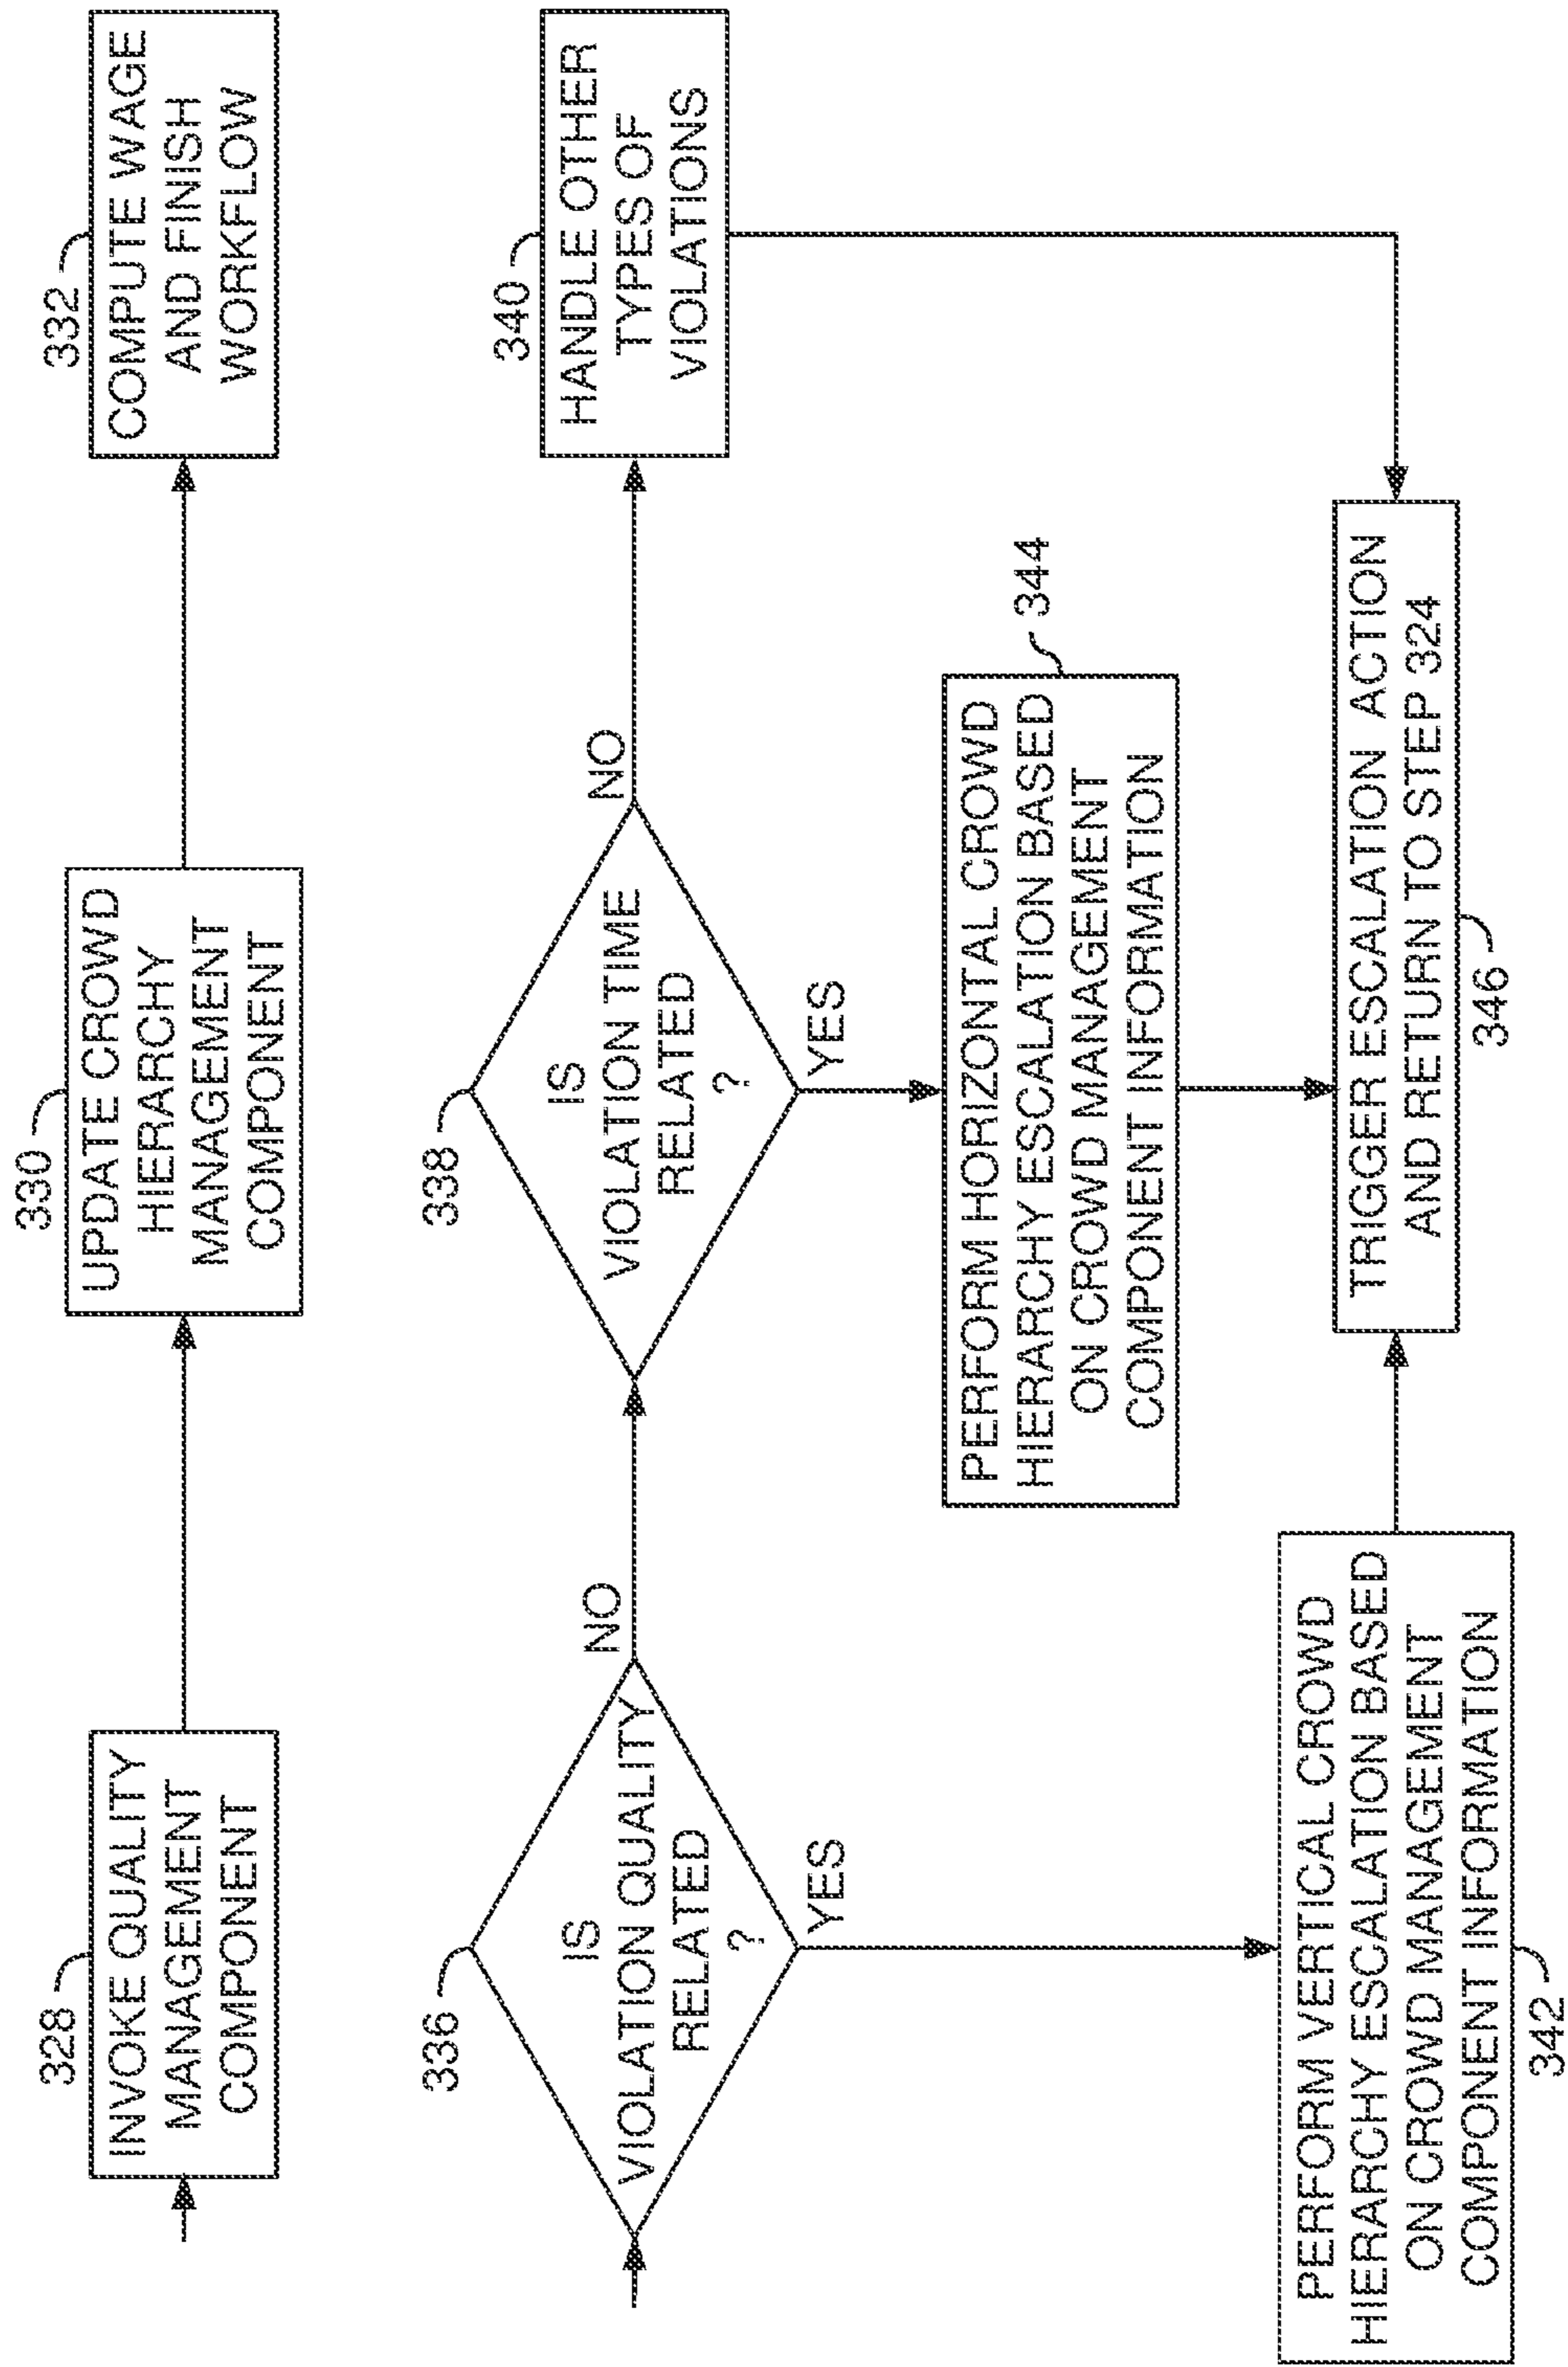 328
INVOKE QUALITY
MANAGEMENT
COMPONENT
330
UPDATE CROWD
HIERARCHY
MANAGEMENT
COMPONENT
332
COMPUTE WAGE
AND FINISH
WORKFLOW
336
IS
VIOLATION QUALITY
RELATED
?
NO
YES
338
IS
VIOLATION TIME
RELATED
?
NO
YES
340
HANDLE OTHER
TYPES OF
VIOLATIONS
PERFORM HORIZONTAL CROWD
HIERARCHY ESCALATION BASED
ON CROWD MANAGEMENT
COMPONENT INFORMATION
344
PERFORM VERTICAL CROWD
HIERARCHY ESCALATION BASED
ON CROWD MANAGEMENT
COMPONENT INFORMATION
342
TRIGGER ESCALATION ACTION
AND RETURN TO STEP 324
346